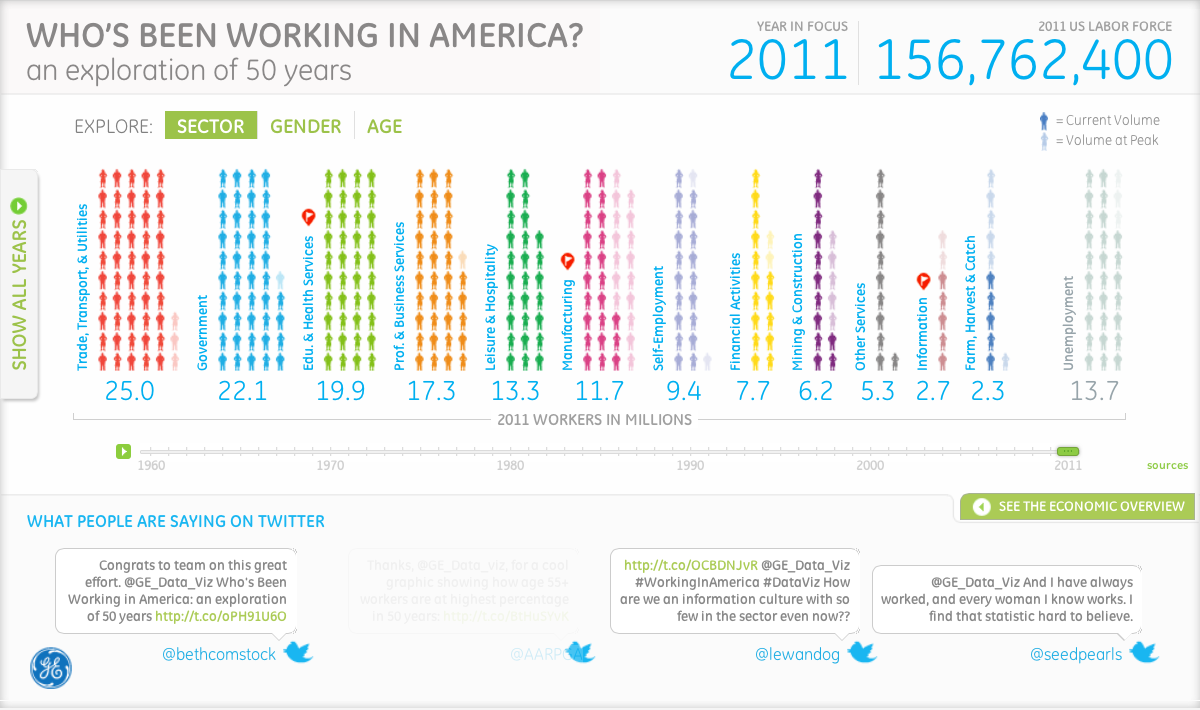 WHO'S BEEN WORKING IN AMERICA?
an exploration of 50 years
YEAR IN FOCUS
2011
2011 US LABOR FORCE
156,762,400
EXPLORE: SECTOR GENDER AGE
= Current Volume
= Volume at Peak
SHOW ALL YEARS
Trade, Transport, & Utilities
Government
Edu. & Health Services
Prof. & Business Services
Leisure & Hospitality
Manufacturing
Self-Employment
Financial Activities
Mining & Construction
Other Services
Information
Farm, Harvest & Catch
Unemployment
25.0 22.1 19.9 17.3 13.3 11.7 9.4 7.7 6.2 5.3 2.7 2.3 13.7
2011 WORKERS IN MILLIONS
1960 1970 1980 1990 2000 2011
sources
SEE THE ECONOMIC OVERVIEW
WHAT PEOPLE ARE SAYING ON TWITTER
Congrats to team on this great
effort. @GE_Data_Viz Who's Been
Working in America: an exploration
of 50 years http://t.co/oPH91U6O
@bethcomstock
Thanks, @GE_Data_viz, for a cool
graphic showing how age 55+
workers are at highest percentage
in 50 years:
http://t.co/OCBDNJvR @GE_Data_Viz
#WorkingInAmerica #DataViz How
are we an information culture with so
few in the sector even now??
@lewandog
@GE_Data_Viz And I have always
worked, and every woman I know works. I
find that statistic hard to believe.
@seedpearls
GE